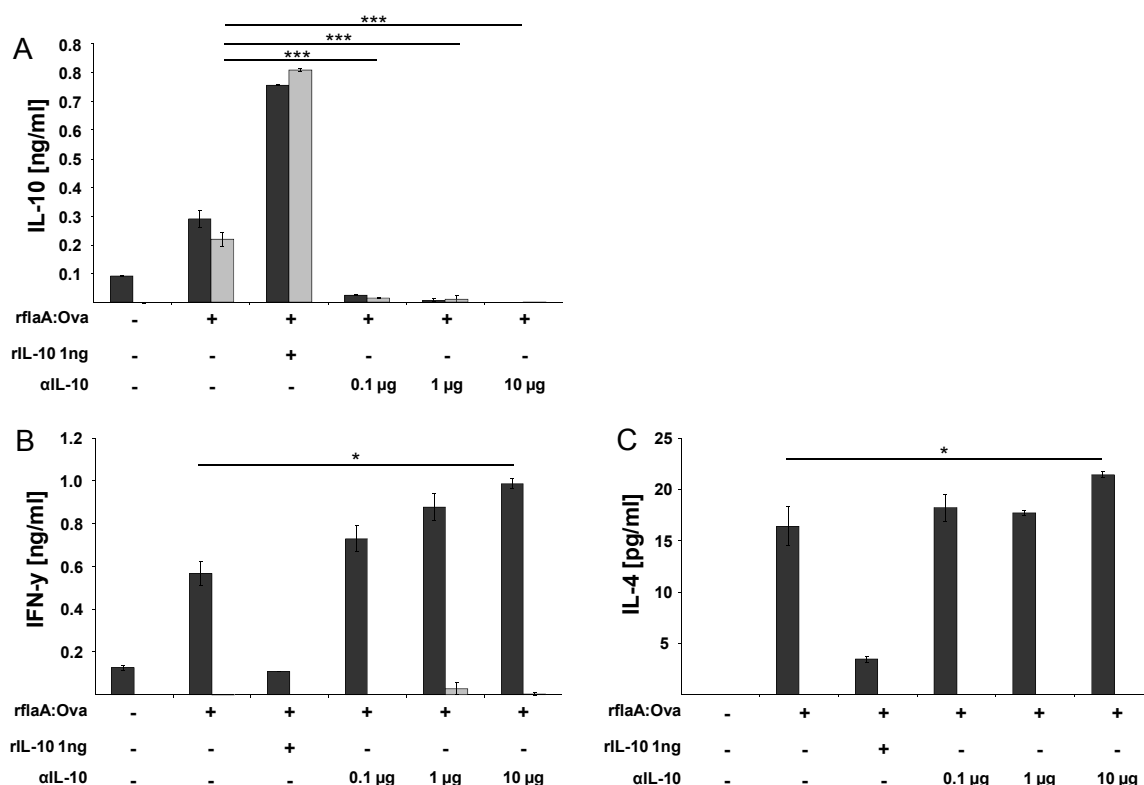 A
***
***
***
IL-10 [ng/ml]
0.8
0.7
0.6
0.5
0.4
0.3
0.2
0.1
rflaA:Ova - + + + + +
rIL-10 1ng - - + - - -
αIL-10 - - - 0.1 µg 1 µg 10 µg
B
*
IFN-y [ng/ml]
1.2
1.0
0.8
0.6
0.4
0.2
rflaA:Ova - + + + + +
rIL-10 1ng - - + - - -
αIL-10 - - - 0.1 µg 1 µg 10 µg
C
*
IL-4 [pg/ml]
25
20
15
10
5
rflaA:Ova - + + + + +
rIL-10 1ng - - + - - -
αIL-10 - - - 0.1 µg 1 µg 10 µg